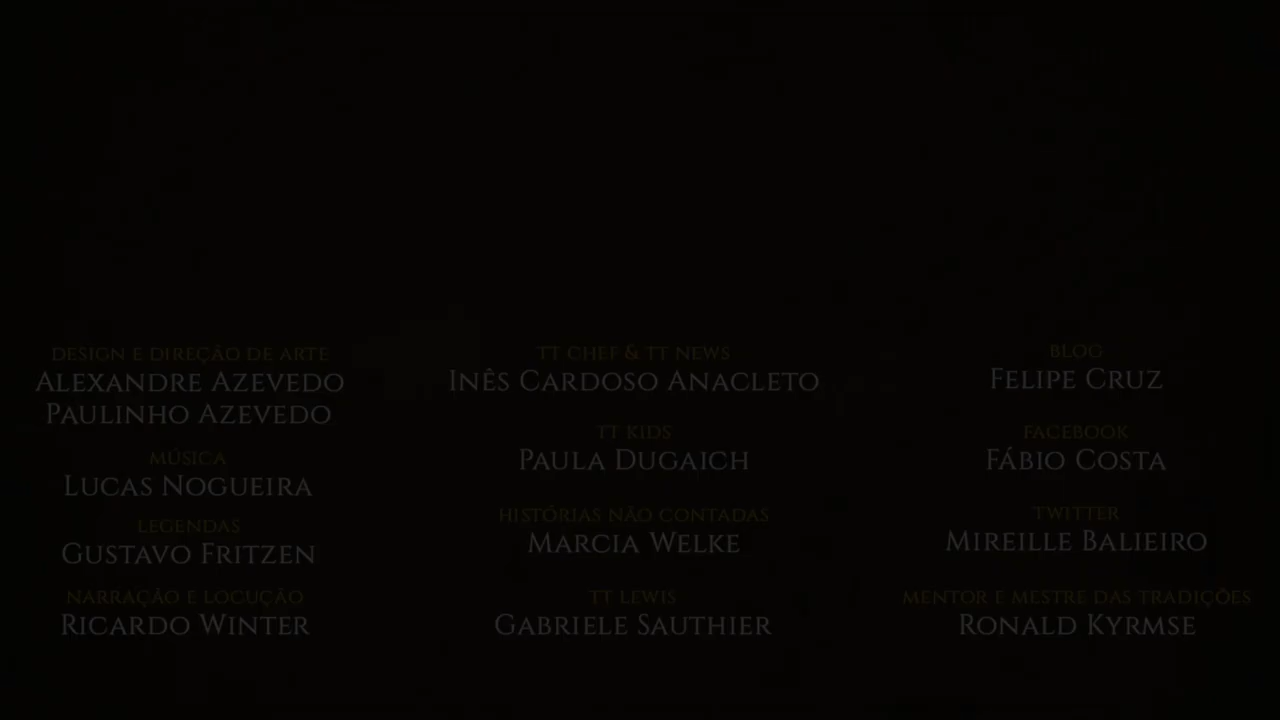 DESIGN E DIREÇÃO DE ARTE
ALEXANDRE AZEVEDO
PAULINHO AZEVEDO
MÚSICA
LUCAS NOGUEIRA
LEGENDAS
GUSTAVO FRITZEN
NARRAÇÃO E LOCUÇÃO
RICARDO WINTER
TT CHEF & TT NEWS
INÊS CARDOSO ANACLETO
TT KIDS
PAULA DUGAICH
HISTÓRIAS NÃO CONTADAS
MARCIA WELKE
TT LEWIS
GABRIELE SAUTHIER
BLOG
FELIPE CRUZ
FACEBOOK
FÁBIO COSTA
TWITTER
MIREILLE BALIEIRO
MENTOR E MESTRE DAS TRADIÇÕES
RONALD KYRMSE